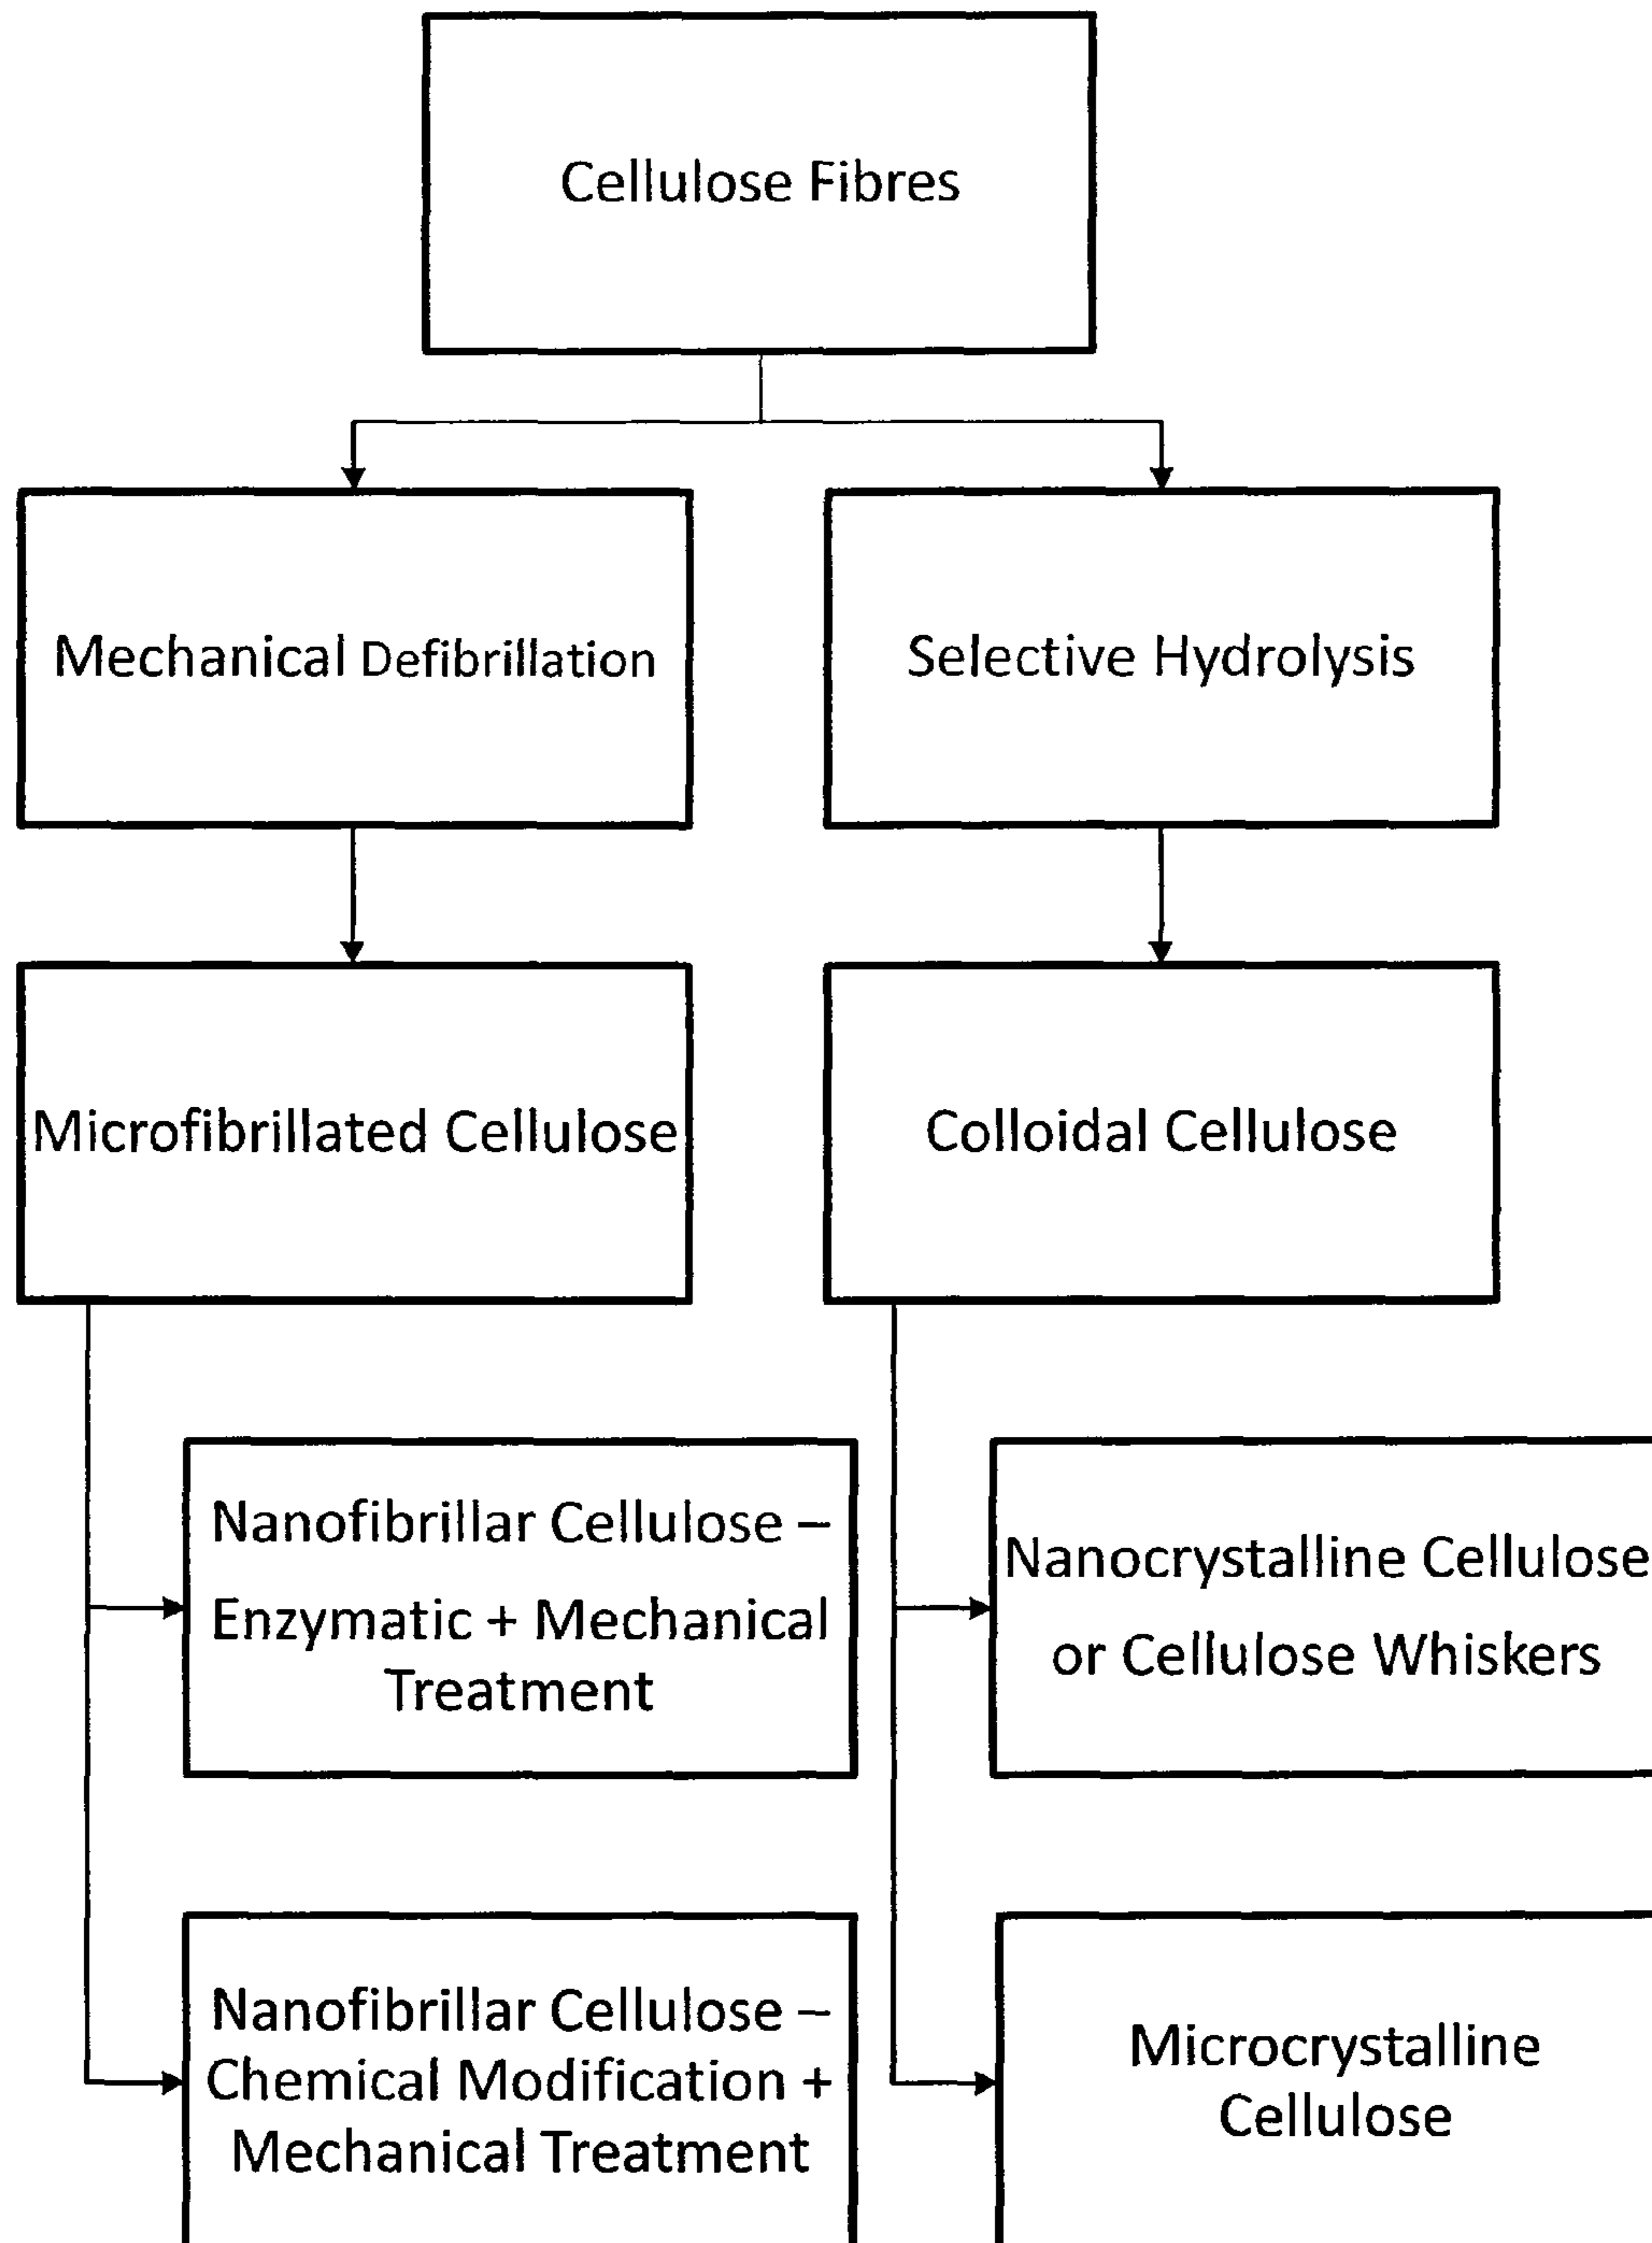 Cellulose Fibres
Mechanical Defibrillation
Selective Hydrolysis
Microfibrillated Cellulose
Colloidal Cellulose
Nanofibrillar Cellulose –
Enzymatic + Mechanical
Treatment
Nanocrystalline Cellulose
or Cellulose Whiskers
Nanofibrillar Cellulose –
Chemical Modification +
Mechanical Treatment
Microcrystalline
Cellulose